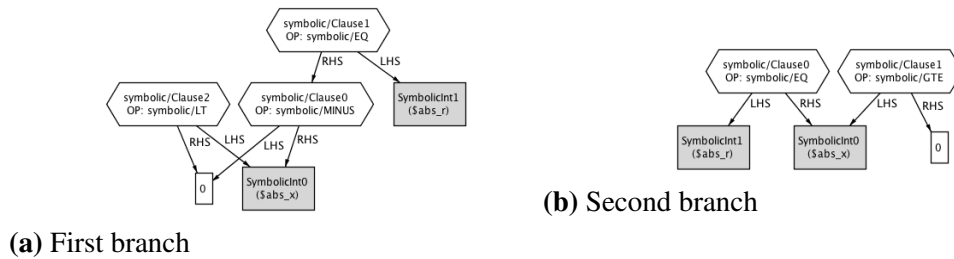 symbolic/Clause1
OP: symbolic/EQ
RHS
LHS
symbolic/Clause2
OP: symbolic/LT
symbolic/Clause0
OP: symbolic/MINUS
SymbolicInt1
($abs_r)
RHS
LHS
LHS
RHS
0
SymbolicInt0
($abs_x)
(a) First branch
symbolic/Clause0
OP: symbolic/EQ
symbolic/Clause1
OP: symbolic/GTE
LHS
RHS
LHS
RHS
SymbolicInt1
($abs_r)
SymbolicInt0
($abs_x)
0
(b) Second branch